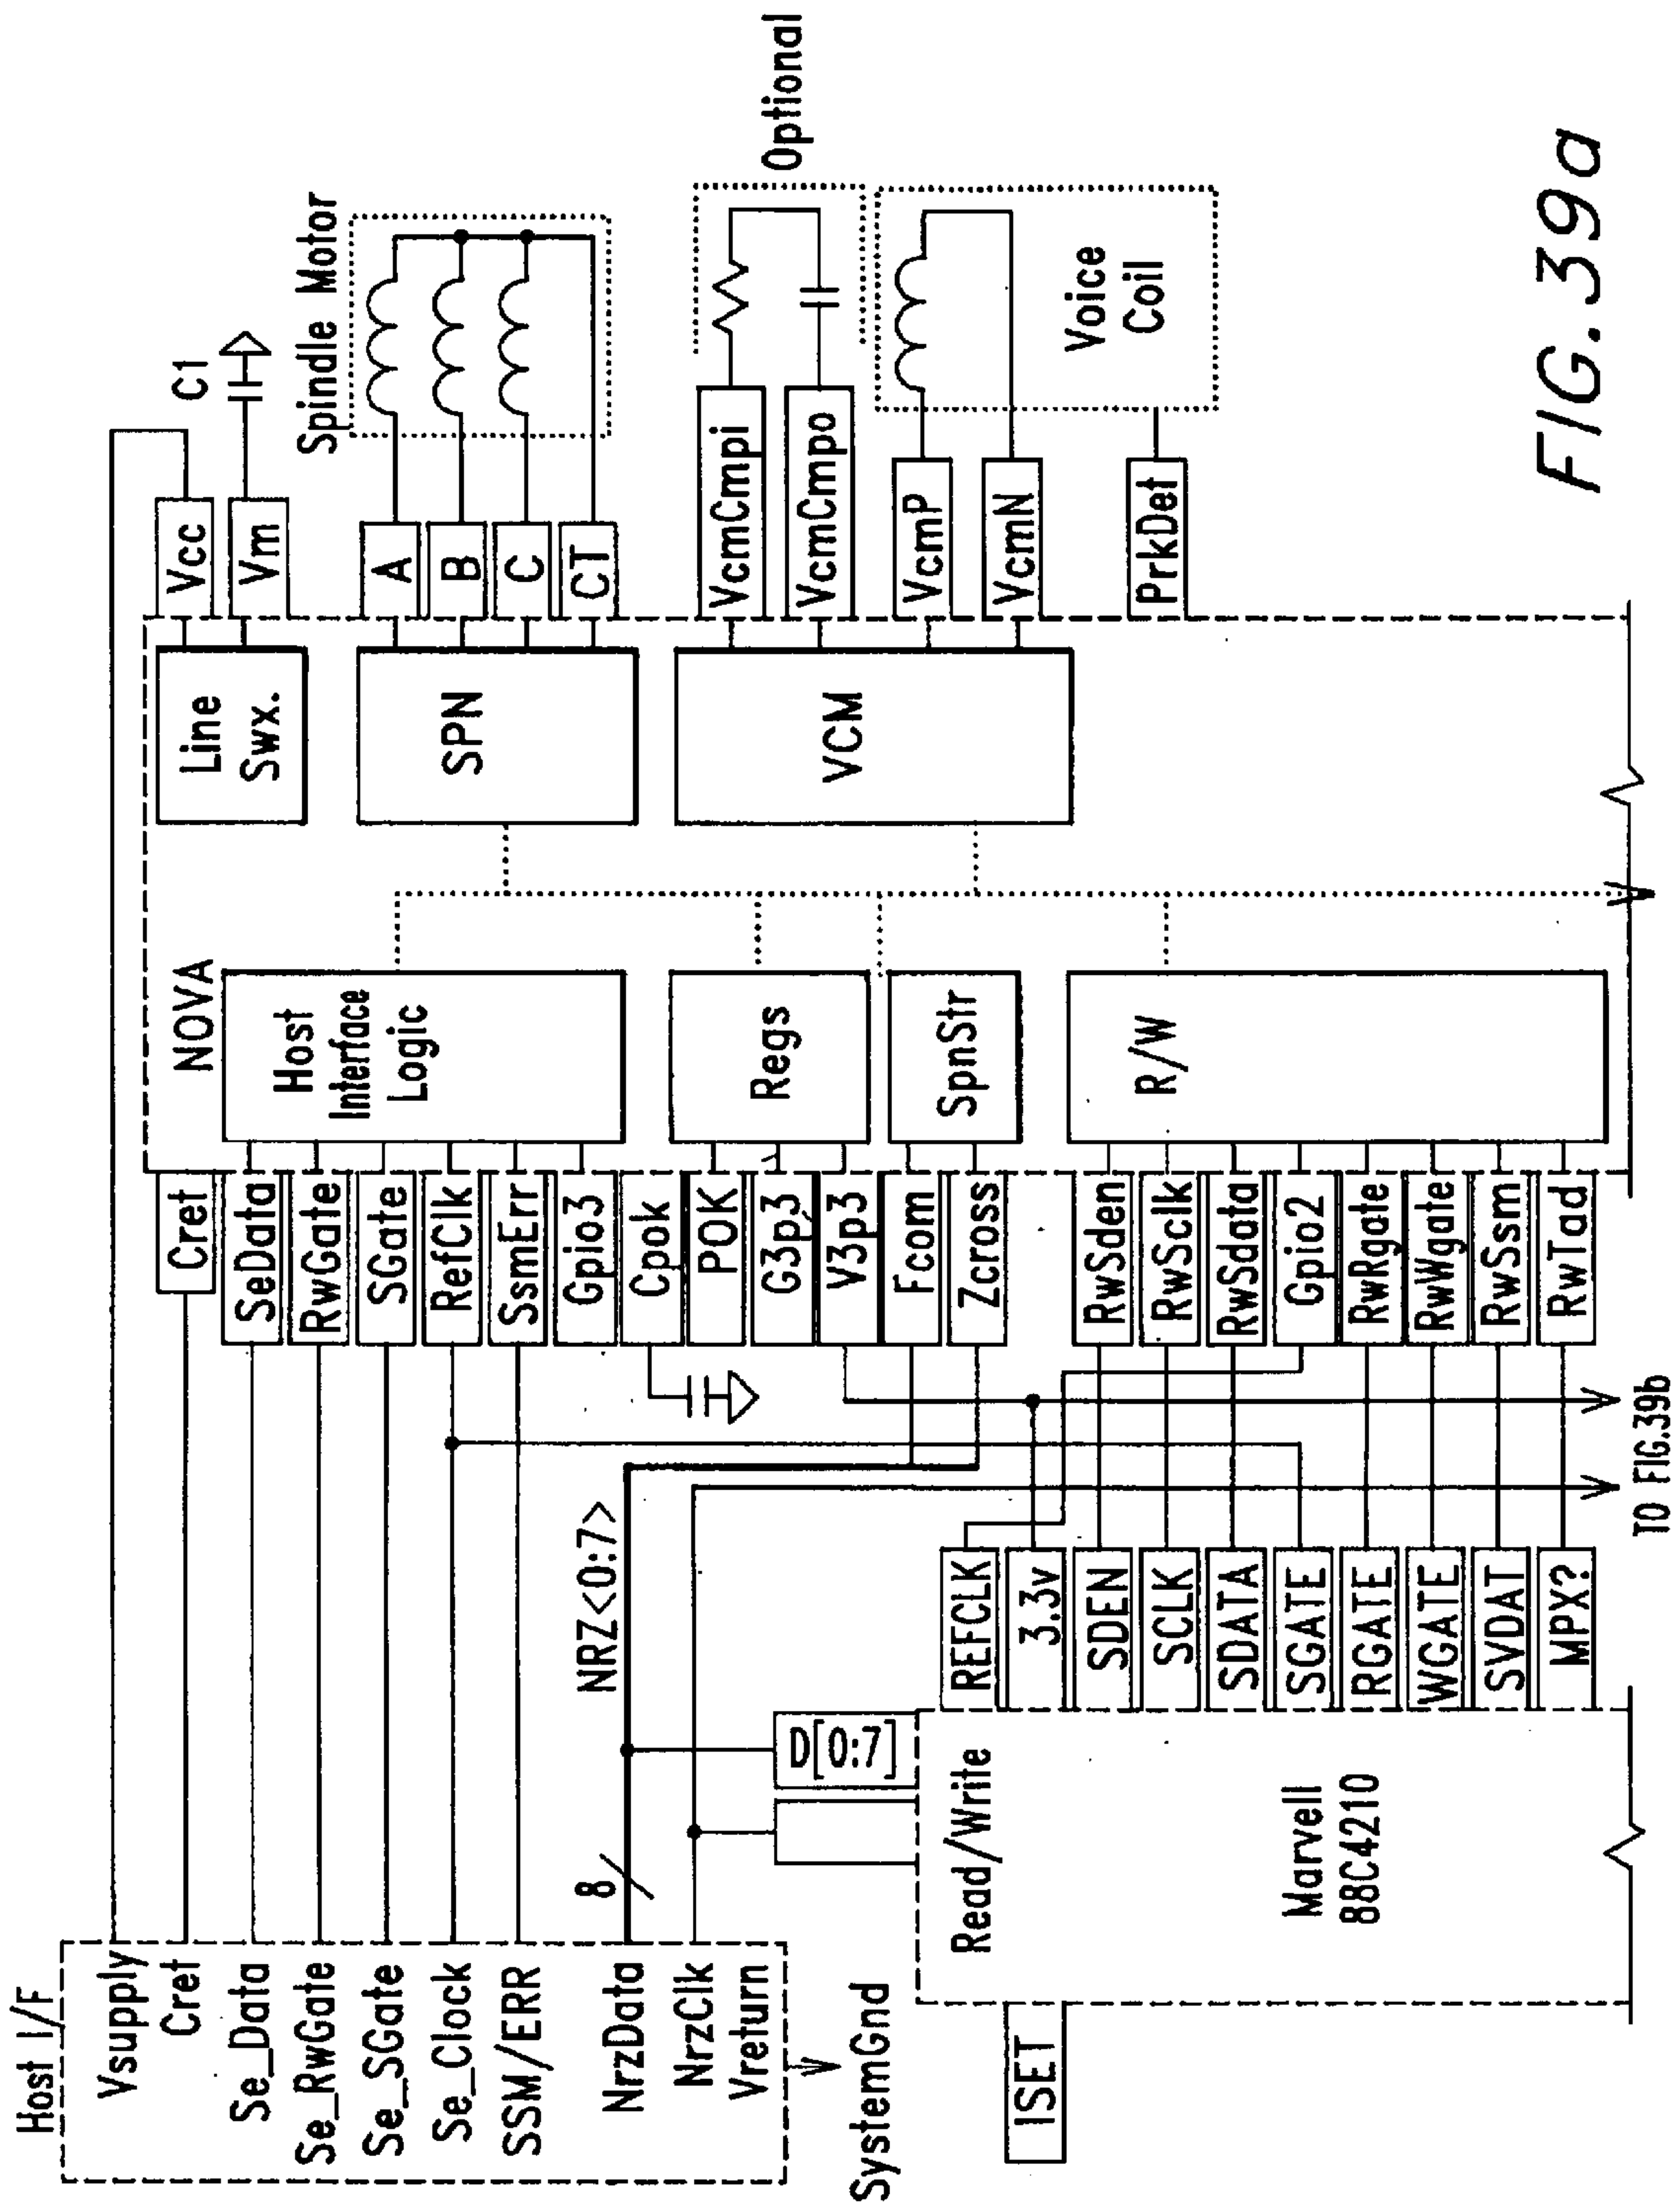 Host I/F
Vsupply
Cret
Se_Data
Se_RwGate
Se_SGate
Se_Clock
SSM/ERR
NrzData
NrzClk
Vreturn
SystemGnd
8
NRZ<0:7>
D[0:7]
Read/Write
Marvell
88C4210
ISET
REFCLK
3.3v
SDEN
SCLK
SDATA
SGATE
RGATE
WGATE
SVDAT
MPX?
TO FIG.39b
NOVA
Cret
SeData
RwGate
SGate
RefClk
SsmErr
Gpio3
Cpok
POK
G3p3
V3p3
Fcom
Zcross
RwSden
RwSclk
RwSdata
Gpio2
RwRgate
RwWgate
RwSsm
RwTad
Host
Interface
Logic
Regs
SpnStr
R/W
Line
Swx.
SPN
VCM
Vcc
Vm
A
B
C
CT
VcmCmpi
VcmCmpo
VcmP
VcmN
PrkDet
C1
Spindle Motor
Optional
Voice
Coil
FIG.39a